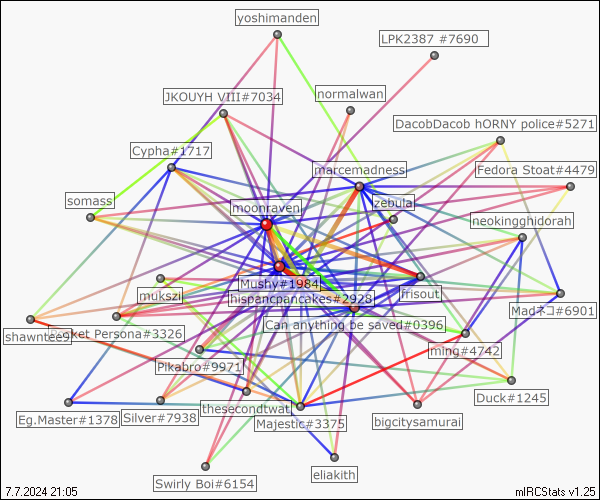 yoshimanden
LPK2387 #7690
JKOUYH VIII#7034
normalwan
DacobDacob hORNY police#5271
Cypha#1717
marcemadness
Fedora Stoat#4479
somass
moonraven
zebula
neokingghidorah
Mushy#1984
mukszi
hispancpancakes#2928
frisout
Madネコ#6901
shawntee91
ket Persona#3326
Can anything be saved#0396
ming#4742
Pikabro#9971
Eg.Master#1378
Silver#7938
thesecondtwat
Majestic#3375
bigcitysamurai
Duck#1245
Swirly Boi#6154
eliakith
7.7.2024 21:05
mIRCStats v1.25